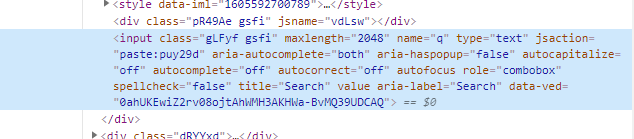 <style data-iml="1605592700789">…</style>
<div class="pR49Ae gsfi" jsname="vdLsw"></div>
<input class="gLFyf gsfi" maxlength="2048" name="q" type="text" jsaction=
"paste:puy29d" aria-autocomplete="both" aria-haspopup="false" autocapitalize=
"off" autocomplete="off" autocorrect="off" autofocus role="combobox"
spellcheck="false" title="Search" value aria-label="Search" data-ved=
"0ahUKEwiZ2rv08ojtAhWMH3AKHWa-BvMQ39UDCAQ"> == $0
</div>
<div class="dRYYxd">…</div>